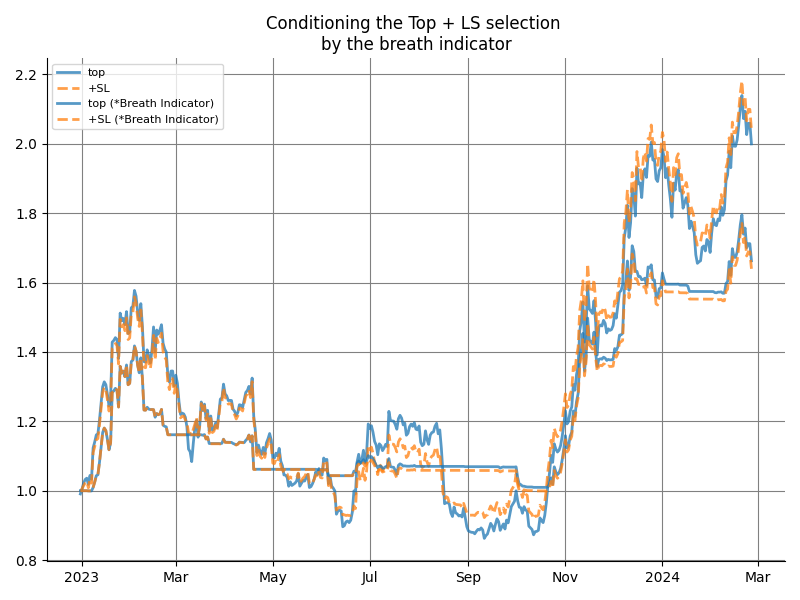 Conditioning the Top + LS selection
by the breath indicator
top
+SL
top (*Breath Indicator)
+SL (*Breath Indicator)
2.2
2.0
1.8
1.6
1.4
1.2
1.0
0.8
2023 Mar May Jul Sep Nov 2024 Mar